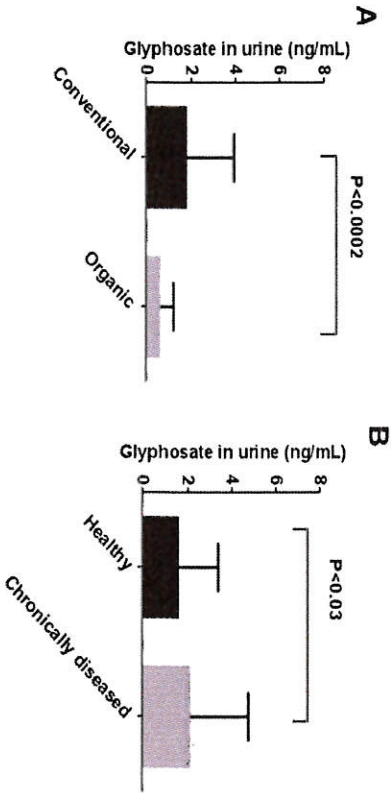 A
Glyphosate in urine (ng/mL)
8
6
4
2
0
P<0.0002
Conventional
Organic
B
Glyphosate in urine (ng/mL)
8
6
4
2
0
P<0.03
Healthy
Chronically diseased